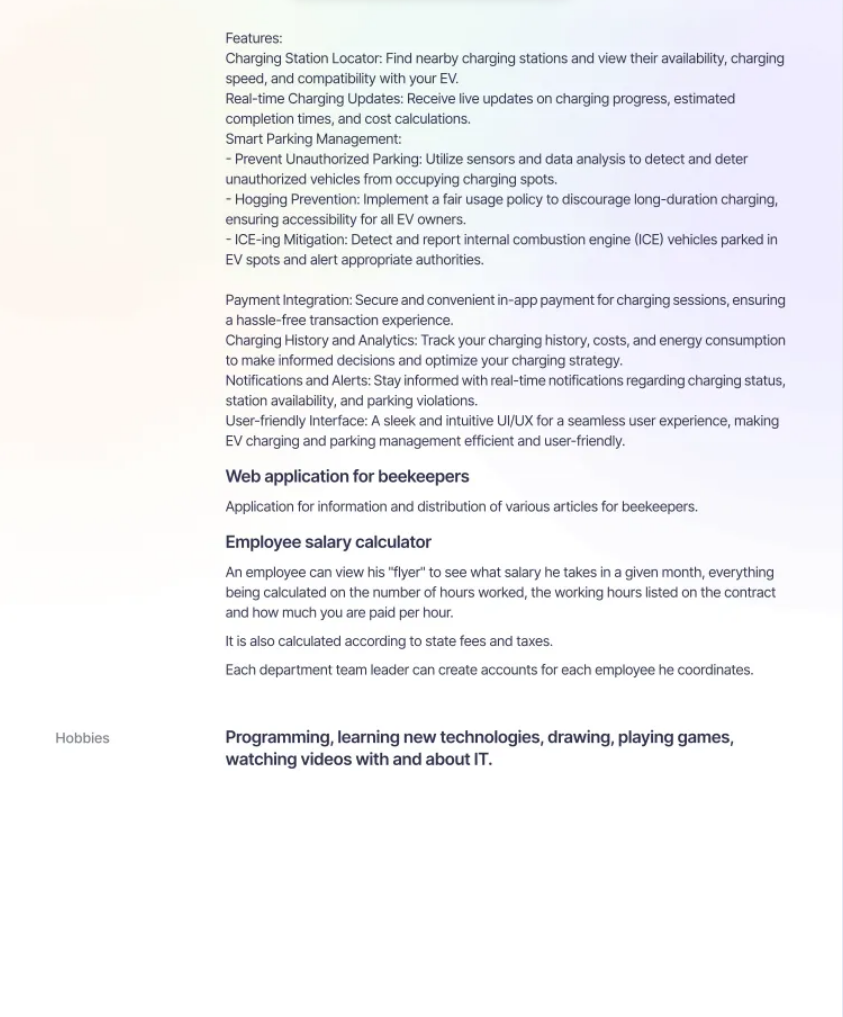 Features:
Charging Station Locator: Find nearby charging stations and view their availability, charging
speed, and compatibility with your EV.
Real-time Charging Updates: Receive live updates on charging progress, estimated
completion times, and cost calculations.
Smart Parking Management:
- Prevent Unauthorized Parking: Utilize sensors and data analysis to detect and deter
unauthorized vehicles from occupying charging spots.
- Hogging Prevention: Implement a fair usage policy to discourage long-duration charging,
ensuring accessibility for all EV owners.
- ICE-ing Mitigation: Detect and report internal combustion engine (ICE) vehicles parked in
EV spots and alert appropriate authorities.
Payment Integration: Secure and convenient in-app payment for charging sessions, ensuring
a hassle-free transaction experience.
Charging History and Analytics: Track your charging history, costs, and energy consumption
to make informed decisions and optimize your charging strategy.
Notifications and Alerts: Stay informed with real-time notifications regarding charging status,
station availability, and parking violations.
User-friendly Interface: A sleek and intuitive UI/UX for a seamless user experience, making
EV charging and parking management efficient and user-friendly.
Web application for beekeepers
Application for information and distribution of various articles for beekeepers.
Employee salary calculator
An employee can view his "flyer" to see what salary he takes in a given month, everything
being calculated on the number of hours worked, the working hours listed on the contract
and how much you are paid per hour.
It is also calculated according to state fees and taxes.
Each department team leader can create accounts for each employee he coordinates.
Hobbies
Programming, learning new technologies, drawing, playing games,
watching videos with and about IT.